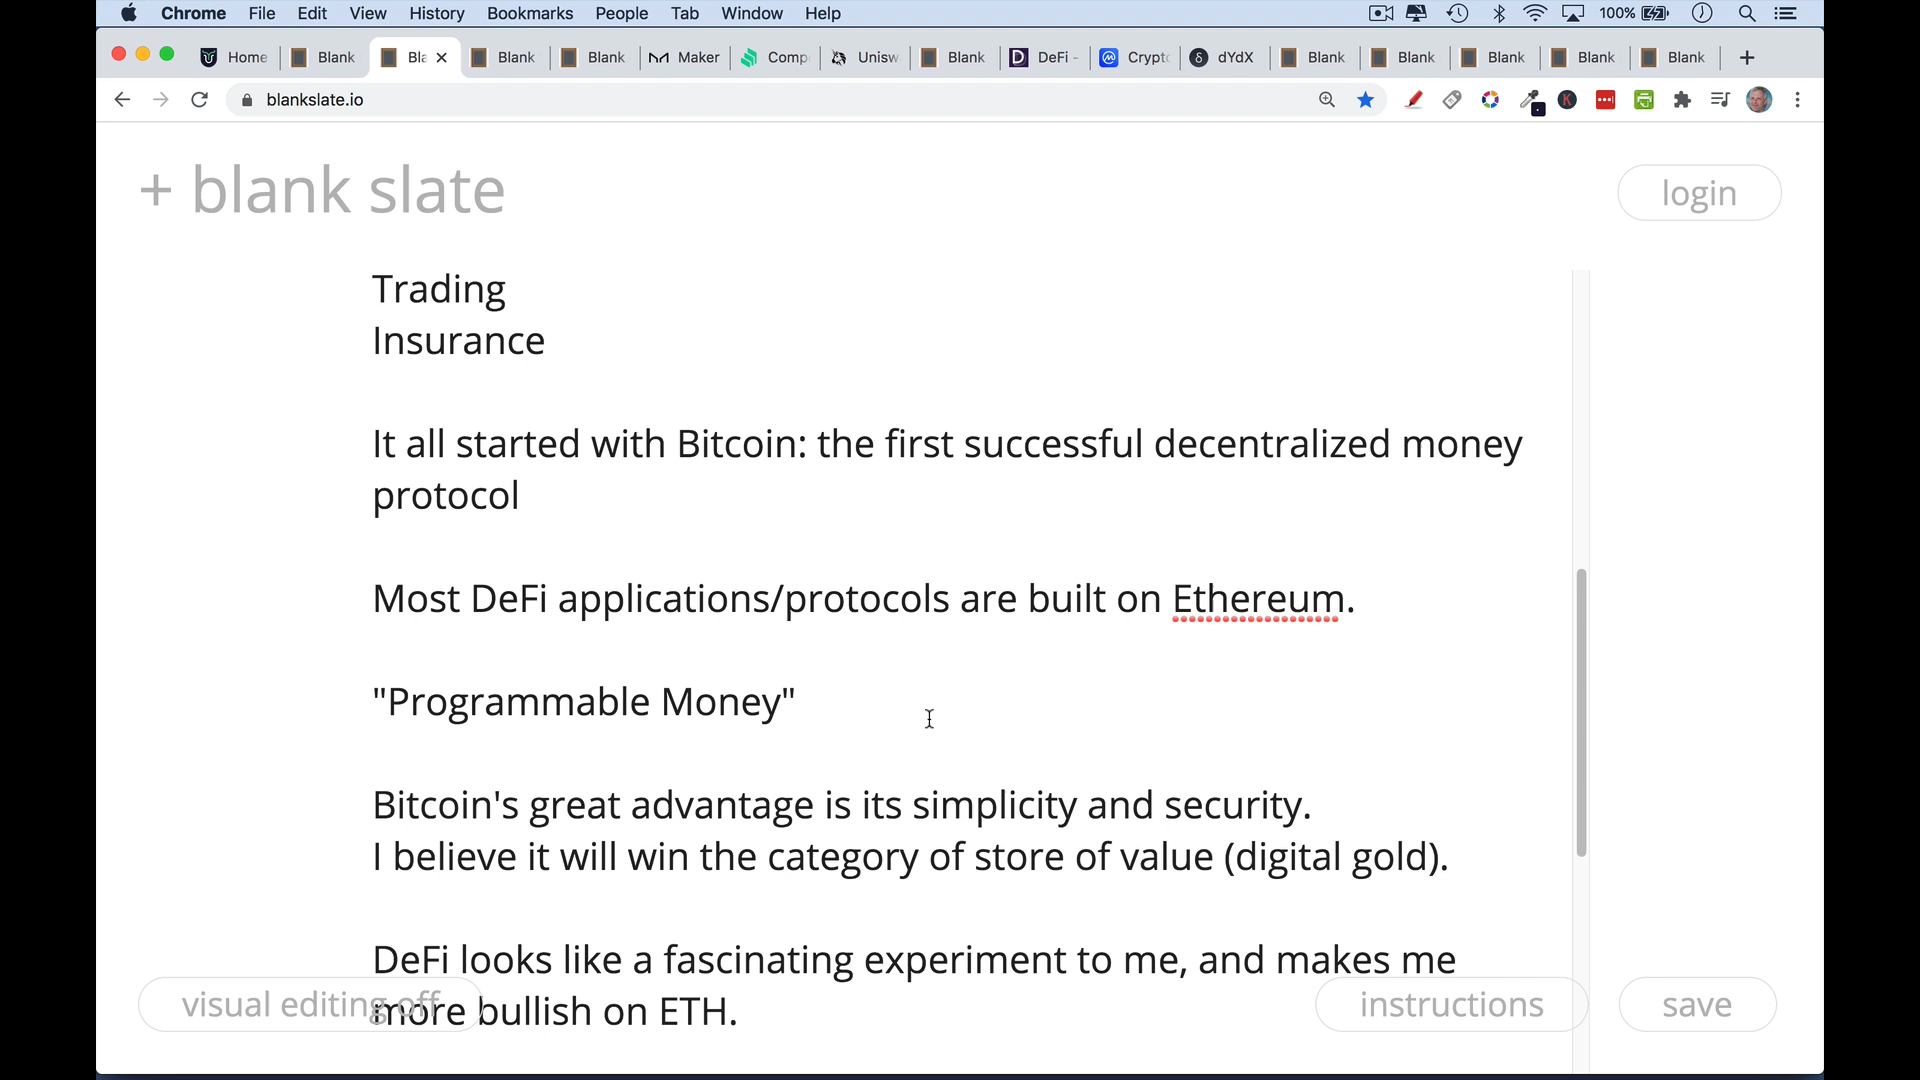 Chrome File Edit View History Bookmarks People Tab Window Help 100%
Home Blank Bla Blank Blank Maker Comp Unisw Blank DeFi - Crypto dYdX Blank Blank Blank Blank Blank
blankslate.io
+ blank slate
login
Trading
Insurance
It all started with Bitcoin: the first successful decentralized money
protocol
Most DeFi applications/protocols are built on Ethereum.
"Programmable Money"
Bitcoin's great advantage is its simplicity and security.
I believe it will win the category of store of value (digital gold).
DeFi looks like a fascinating experiment to me, and makes me
more bullish on ETH.
visual editing off
instructions
save